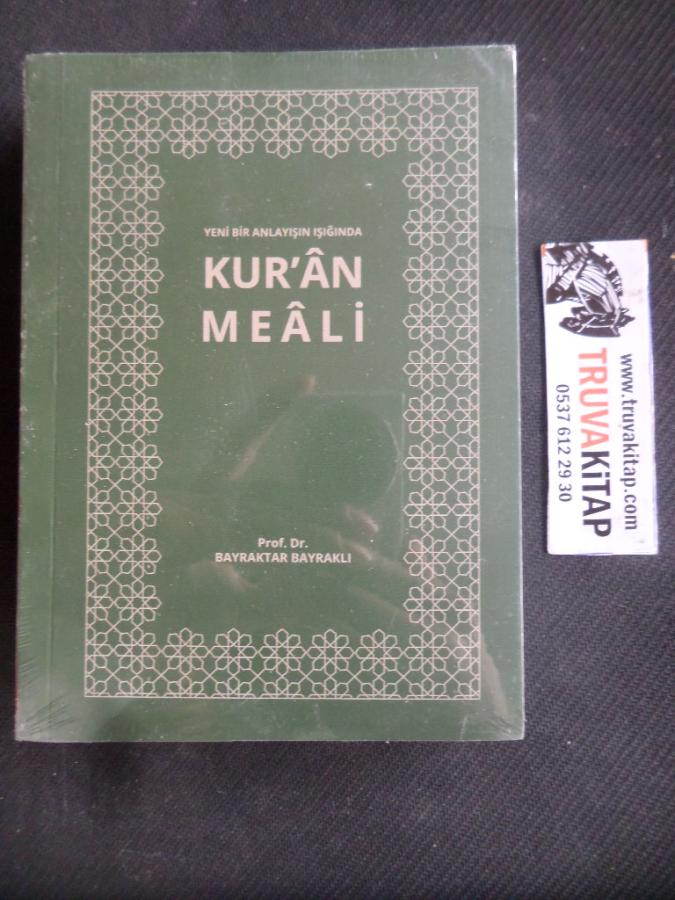 YENİ BİR ANLAYIŞIN IŞIĞINDA
KUR'ÂN
MEÂLİ
Prof. Dr.
BAYRAKTAR BAYRAKLI
www.truvakitap.com
TRUVAKİTAP
0537 612 29 30